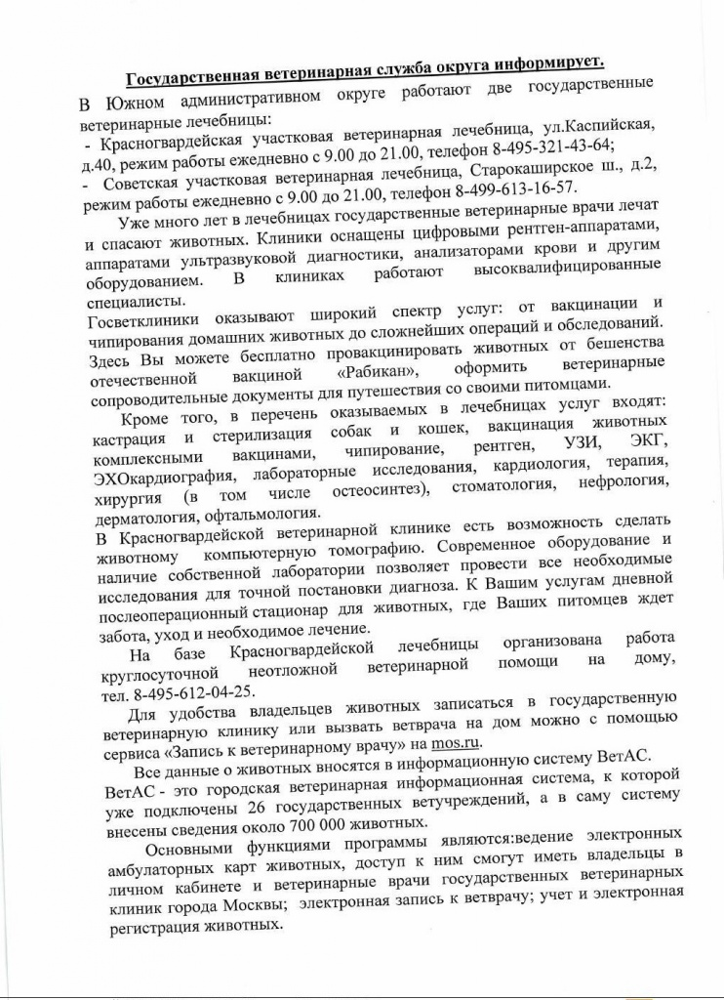 Государственная ветеринарная служба округа информирует.
В Южном административном округе работают две государственные
ветеринарные лечебницы:
- Красногвардейская участковая ветеринарная лечебница, ул.Каспийская,
д.40, режим работы ежедневно с 9.00 до 21.00, телефон 8-495-321-43-64;
- Советская участковая ветеринарная лечебница, Старокаширское ш., д.2,
режим работы ежедневно с 9.00 до 21.00, телефон 8-499-613-16-57.
Уже много лет в лечебницах государственные ветеринарные врачи лечат
и спасают животных. Клиники оснащены цифровыми рентген-аппаратами,
аппаратами ультразвуковой диагностики, анализаторами крови и другим
оборудованием. В клиниках работают высоквалифицированные
специалисты.
Госветклиники оказывают широкий спектр услуг: от вакцинации и
чипирования домашних животных до сложнейших операций и обследований.
Здесь Вы можете бесплатно провакцинировать животных от бешенства
отечественной вакциной «Рабикан», оформить ветеринарные
сопроводительные документы для путешествия со своими питомцами.
Кроме того, в перечень оказываемых в лечебницах услуг входят:
кастрация и стерилизация собак и кошек, вакцинация животных
комплексными вакцинами, чипирование, рентген, УЗИ, ЭКГ,
ЭХОкардиография, лабораторные исследования, кардиология, терапия,
хирургия (в том числе остеосинтез), стоматология, нефрология,
дерматология, офтальмология.
В Красногвардейской ветеринарной клинике есть возможность сделать
животному компьютерную томографию. Современное оборудование и
наличие собственной лаборатории позволяет провести все необходимые
исследования для точной постановки диагноза. К Вашим услугам дневной
послеоперационный стационар для животных, где Ваших питомцев ждет
забота, уход и необходимое лечение.
На базе Красногвардейской лечебницы организована работа
круглосуточной неотложной ветеринарной помощи на дому,
тел. 8-495-612-04-25.
Для удобства владельцев животных записаться в государственную
ветеринарную клинику или вызвать ветврача на дом можно с помощью
сервиса «Запись к ветеринарному врачу» на mos.ru.
Все данные о животных вносятся в информационную систему ВетАС.
ВетАС - это городская ветеринарная информационная система, к которой
уже подключены 26 государственных ветучреждений, а в саму систему
внесены сведения около 700 000 животных.
Основными функциями программы являются:ведение электронных
амбулаторных карт животных, доступ к ним смогут иметь владельцы в
личном кабинете и ветеринарные врачи государственных ветеринарных
клиник города Москвы; электронная запись к ветврачу; учет и электронная
регистрация животных.